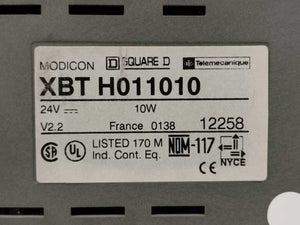 MODICON SQUARE D Telemecanique
XBT H011010
24V 10W
V2.2 France 0138 12258
LISTED 170 M
Ind. Cont. Eq.
NOM-117
NYCE